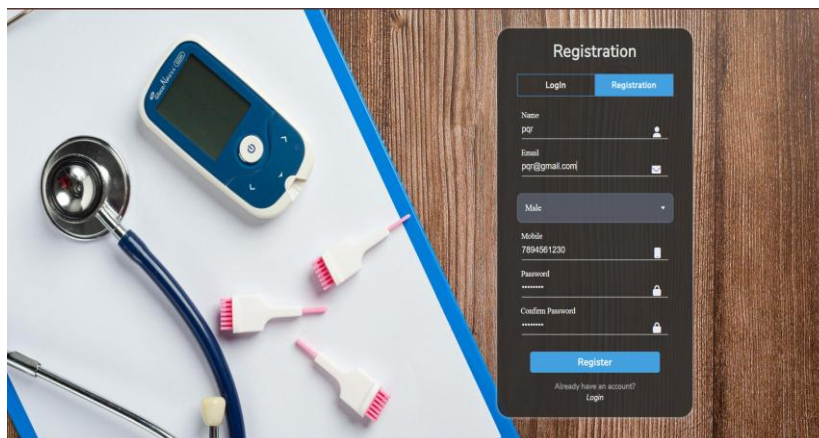 Registration
LogIn
Registration
Name
pqr
Email
pqr@gmail.com
Male
Mobile
7894561230
Password
••••••••
Confirm Password
••••••••
Register
Already have an account?
Login